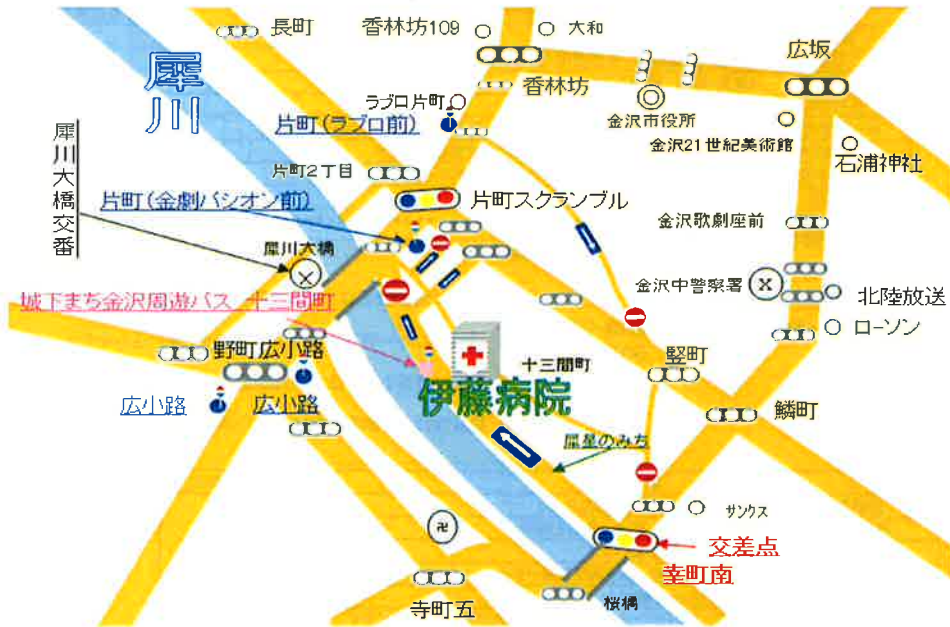 長町
香林坊109
大和
広坂
犀川
香林坊
ラブロ片町
金沢市役所
片町(ラブロ前)
金沢21世紀美術館
石浦神社
犀川大橋交番
片町2丁目
片町スクランブル
片町(金劇パシオン前)
金沢歌劇座前
犀川大橋
金沢中警察署
X
北陸放送
城下まち金沢周遊バス 十三間町
ローソン
野町広小路
十三間町
竪町
伊藤病院
広小路
広小路
鱗町
犀星のみち
サンクス
卍
交差点
幸町南
寺町五
桜橋